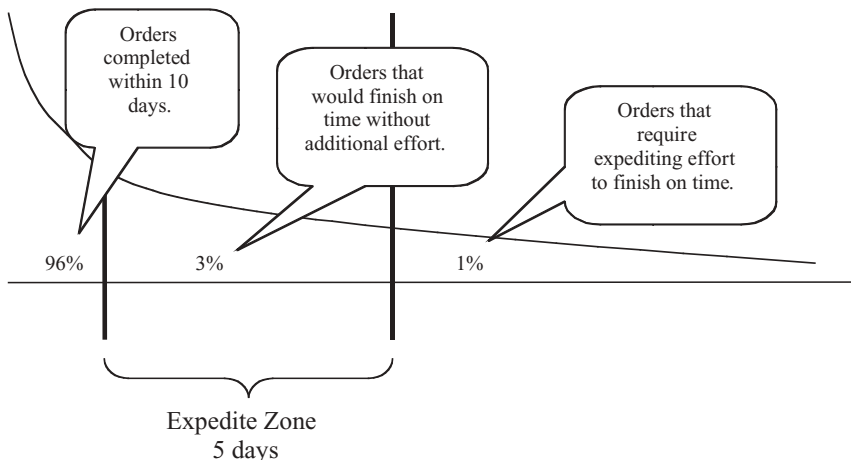 Orders
completed
within 10
days.
Orders that
would finish on
time without
additional effort.
Orders that
require
expediting effort
to finish on time.
96%
3%
1%
Expedite Zone
5 days